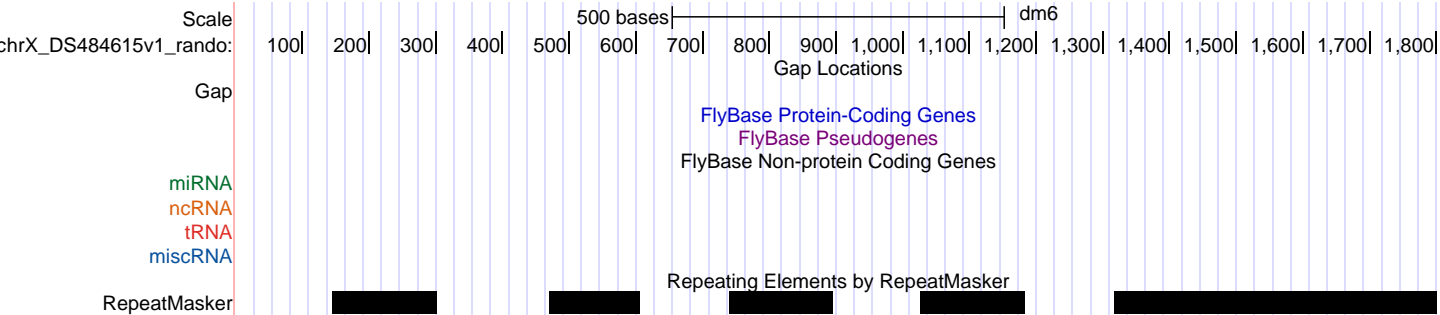 Scale 500 bases dm6
chrX_DS484615v1_rando: 100 200 300 400 500 600 700 800 900 1,000 1,100 1,200 1,300 1,400 1,500 1,600 1,700 1,800
Gap Locations
Gap
FlyBase Protein-Coding Genes
FlyBase Pseudogenes
FlyBase Non-protein Coding Genes
miRNA
ncRNA
tRNA
miscRNA
Repeating Elements by RepeatMasker
RepeatMasker